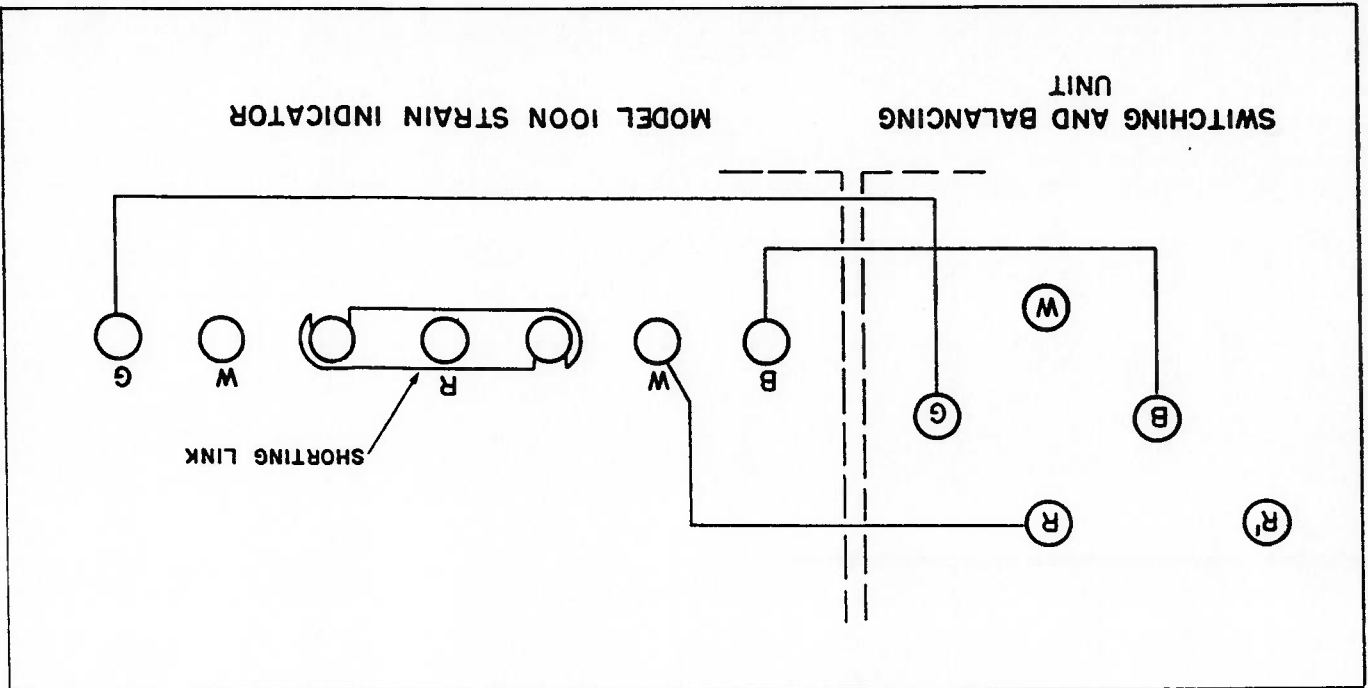 R' R
SHORTING LINK
B G
B W R W G
W
SWITCHING AND BALANCING
UNIT
MODEL 100N STRAIN INDICATOR